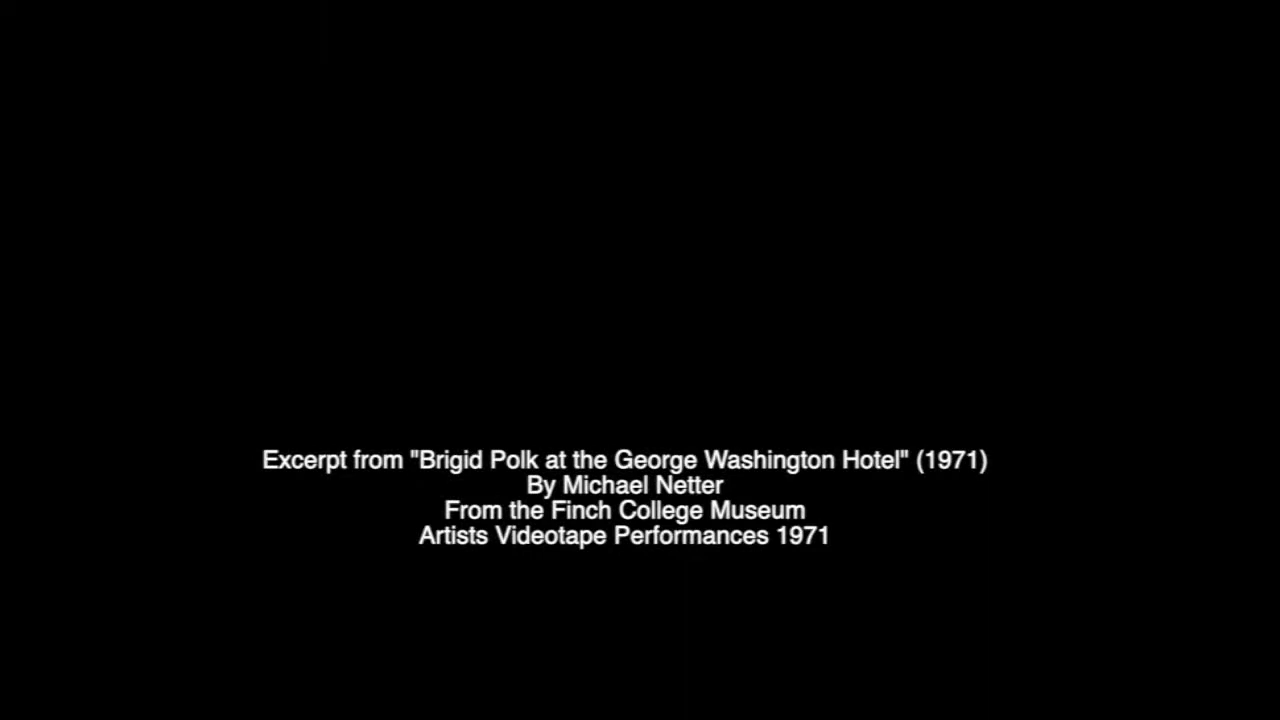 Excerpt from "Brigid Polk at the George Washington Hotel" (1971)
By Michael Netter
From the Finch College Museum
Artists Videotape Performances 1971